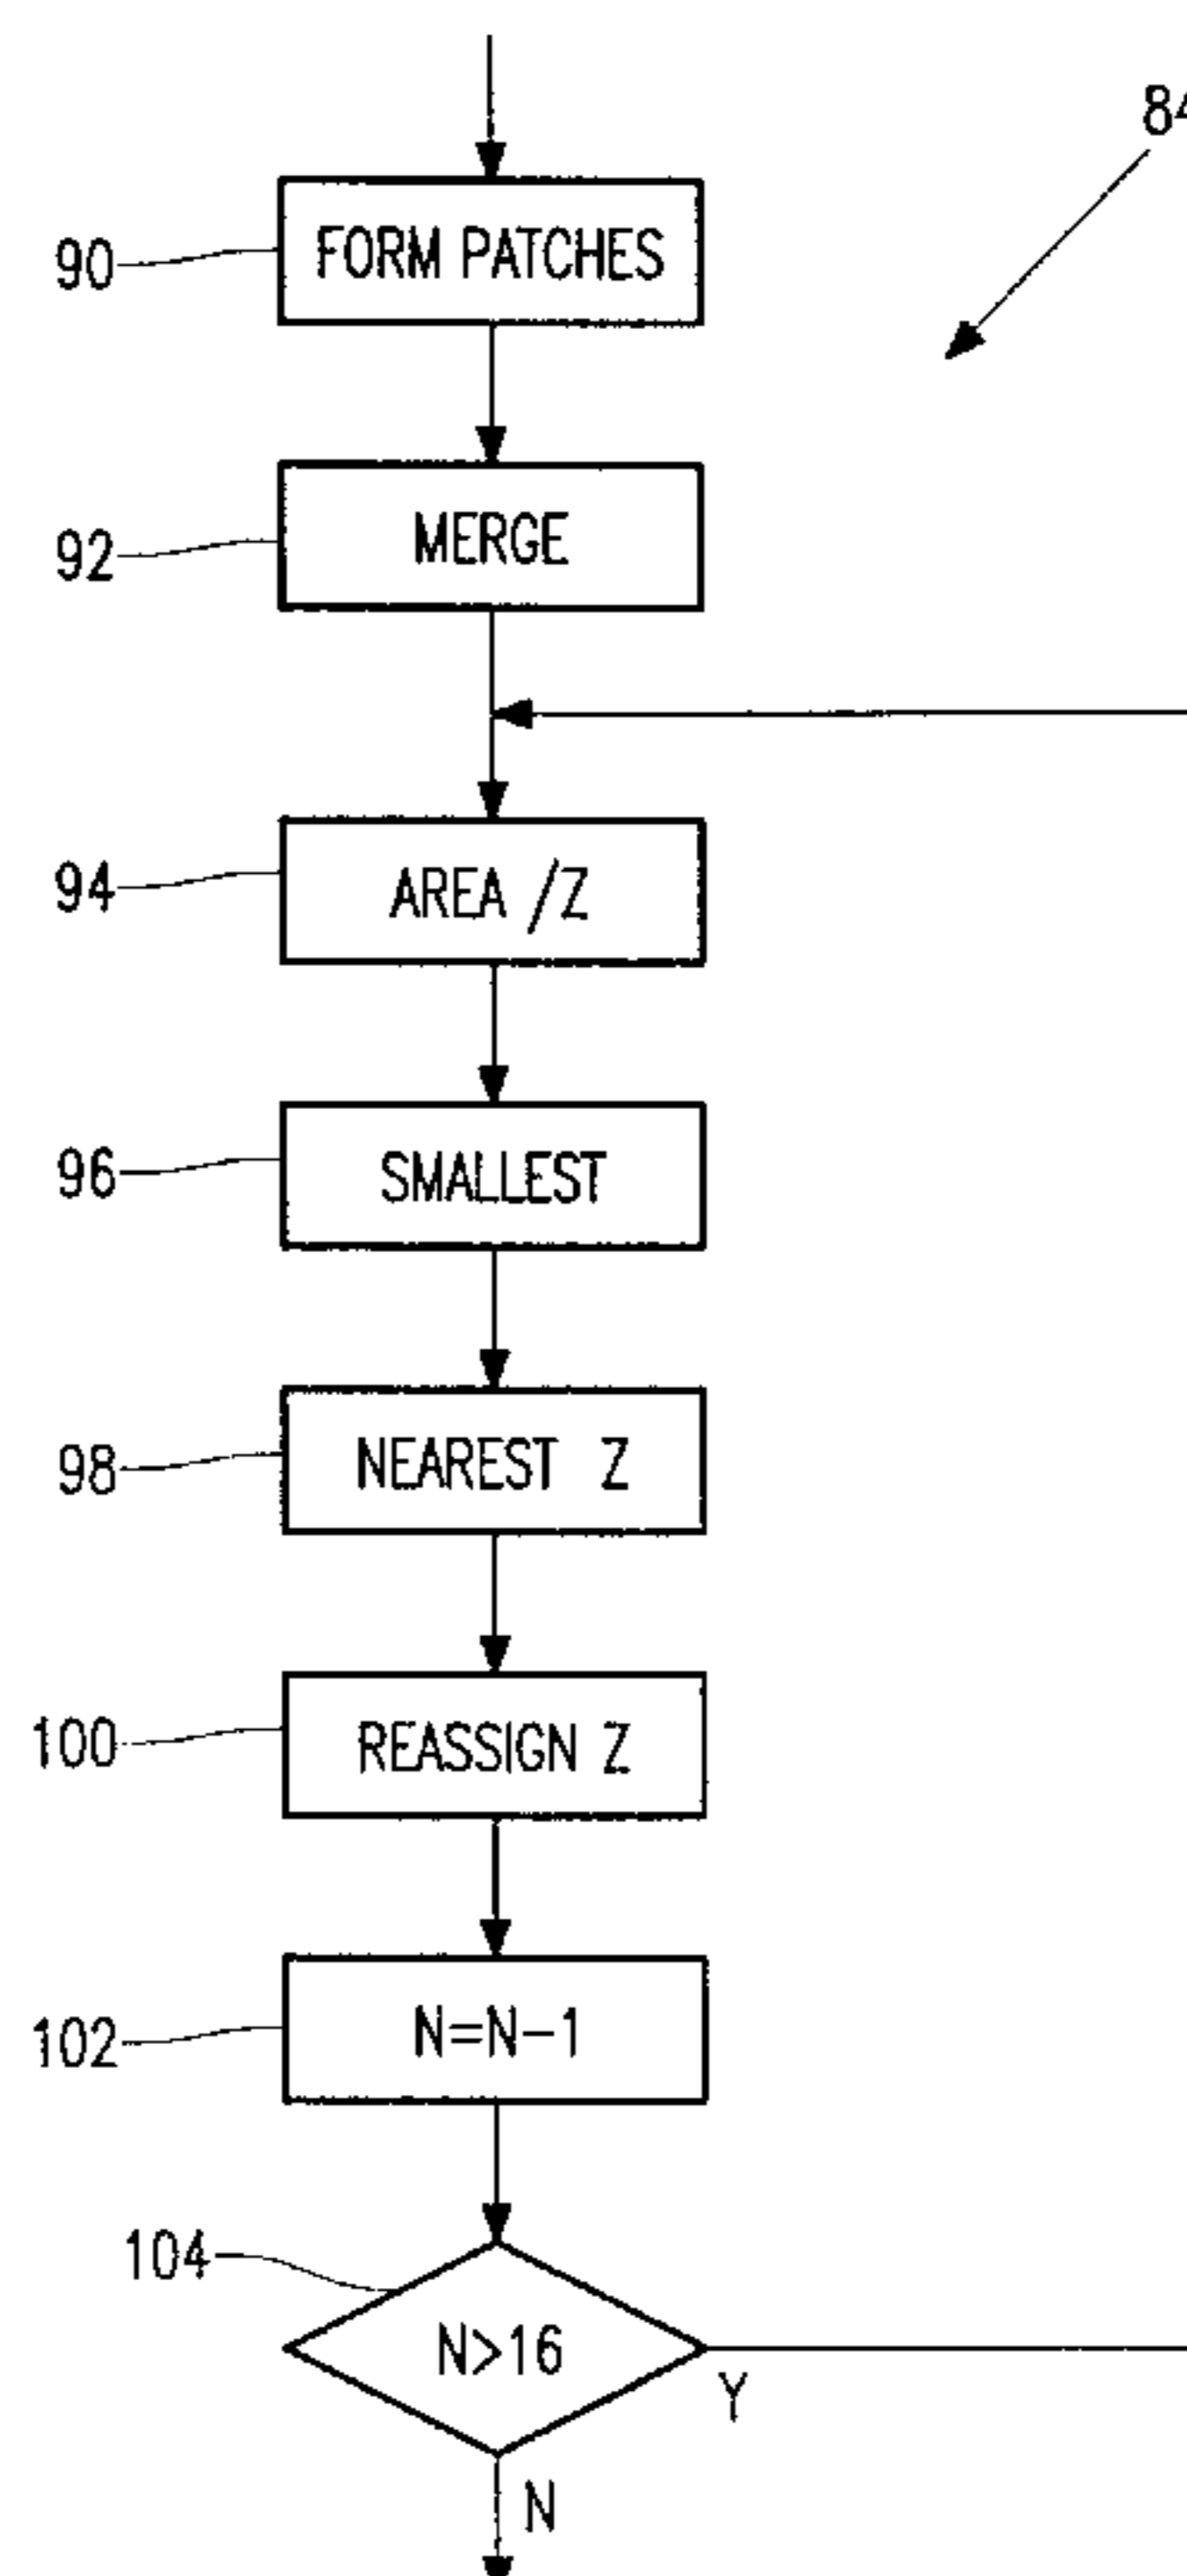 84
90
FORM PATCHES
92
MERGE
94
AREA /Z
96
SMALLEST
98
NEAREST Z
100
REASSIGN Z
102
N=N-1
104
N>16
Y
N